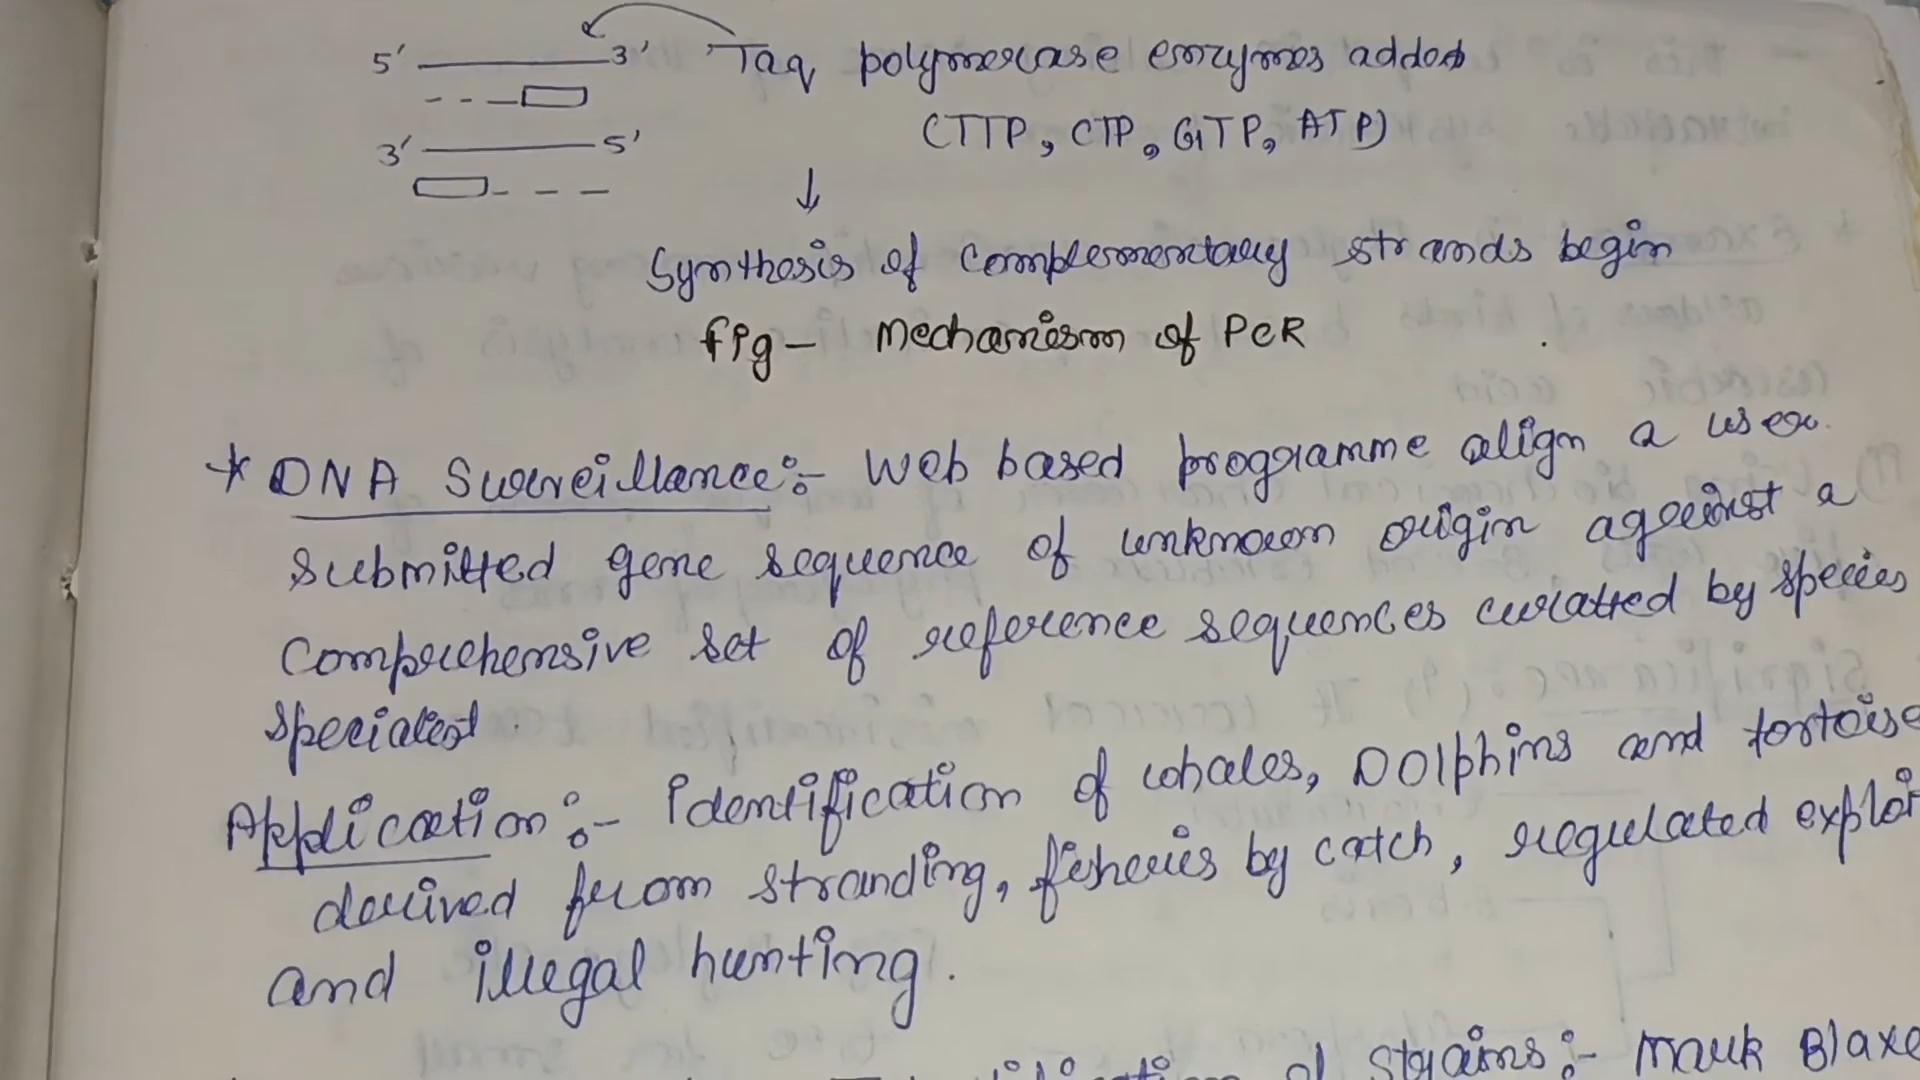 5' 3' Taq polymerase enzymes added
(TTP, CTP, GTP, ATP)
3' 5'
↓
Synthesis of complementary strands begin
fig - Mechanism of PCR
* DNA Surveillance :- Web based programme align a user
submitted gene sequence of unknown origin against a
comprehensive set of reference sequences curatted by species
specialist.
Application :- Identification of whales, Dolphins and tortoise
derived from stranding, fisheries by catch, regulated exploi
and illegal hunting.
of Strains :- Mark Blaxe